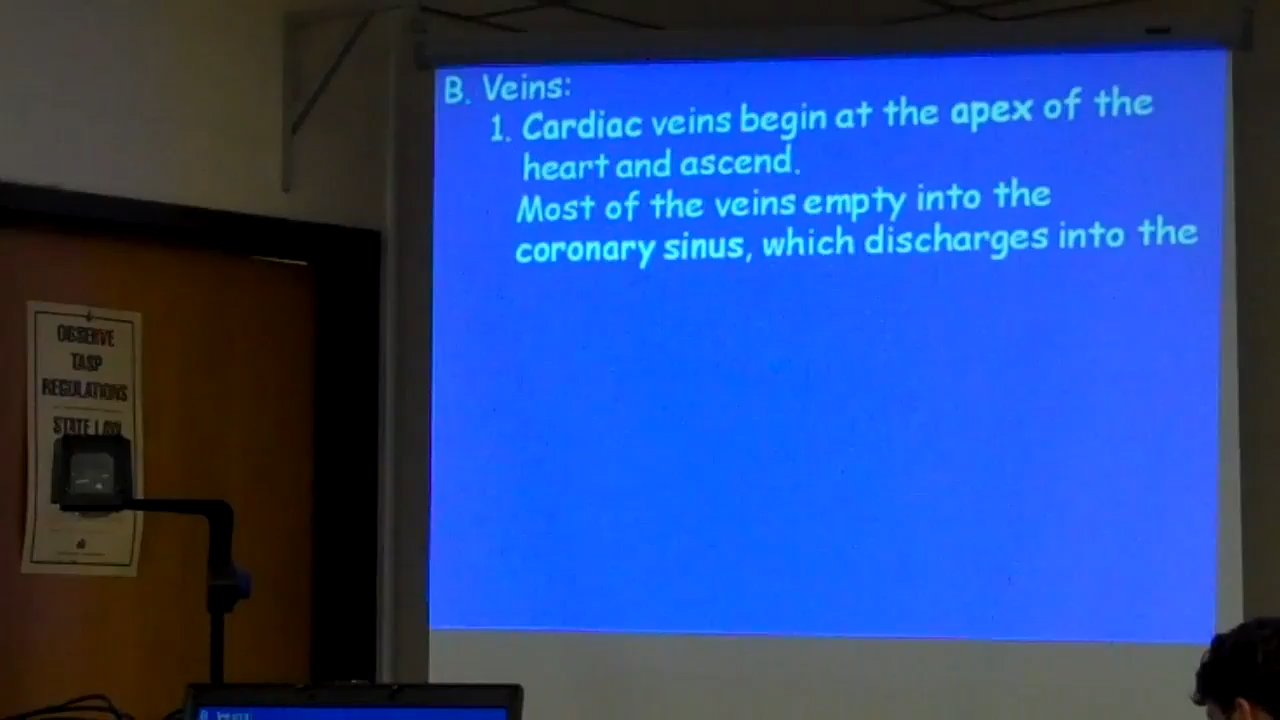 B. Veins:
1. Cardiac veins begin at the apex of the
heart and ascend.
Most of the veins empty into the
coronary sinus, which discharges into the
OBSERVE
TASP
REGULATIONS
STATE LAW